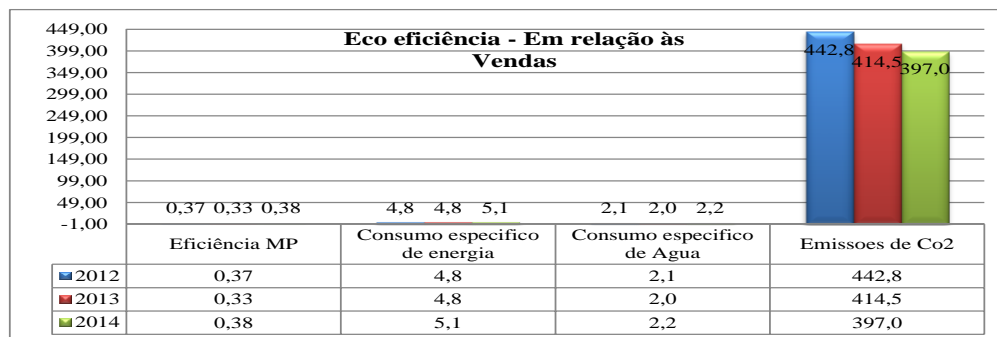 Eco eficiência - Em relação às
Vendas
449,00
399,00
349,00
299,00
249,00
199,00
149,00
99,00
49,00
-1,00
0,37 0,33 0,38
4,8 4,8 5,1
2,1 2,0 2,2
442,8
414,5
397,0
Eficiência MP
Consumo especifico
de energia
Consumo especifico
de Agua
Emissoes de Co2
2012 0,37 4,8 2,1 442,8
2013 0,33 4,8 2,0 414,5
2014 0,38 5,1 2,2 397,0